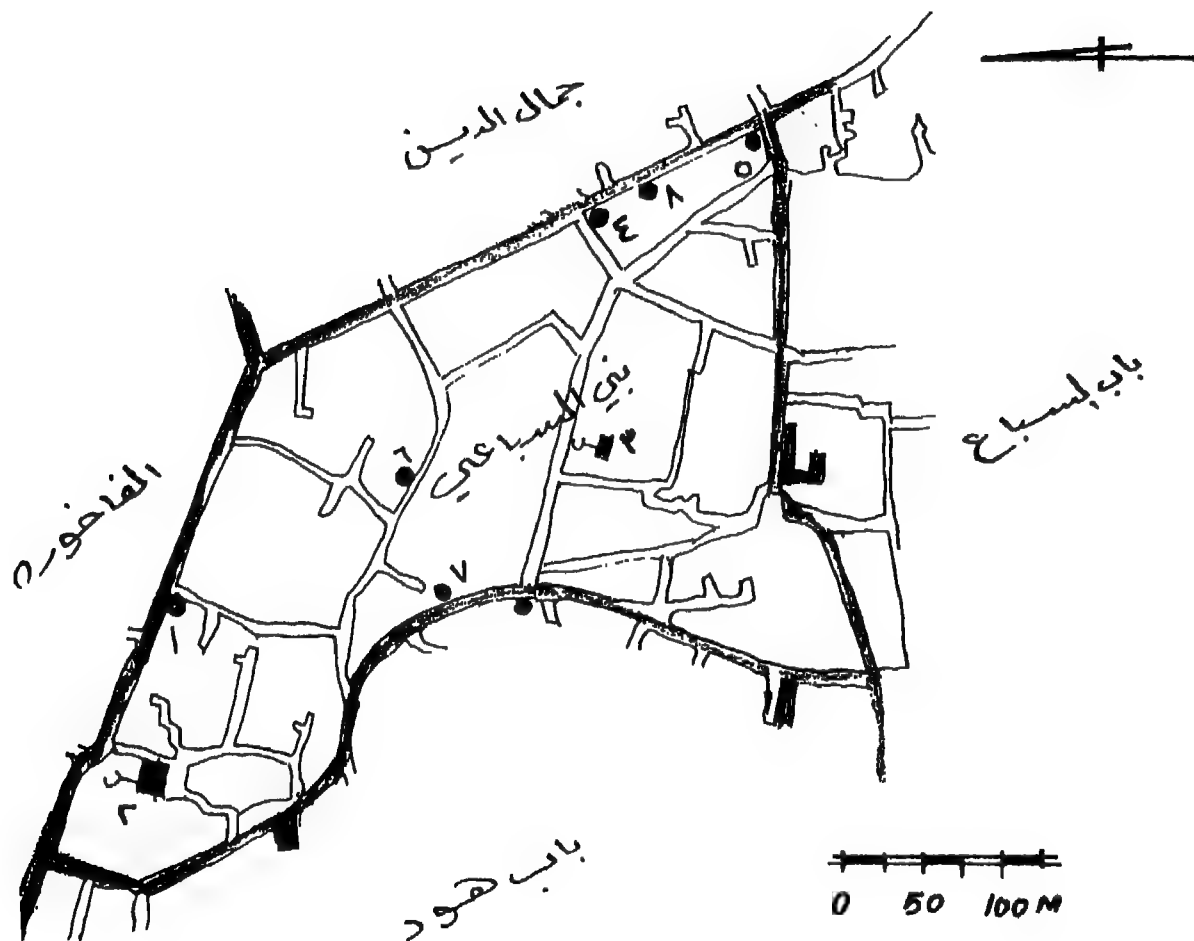 جمال الدين
٥
٨
٤
باب السباع
بني السباعي
س ٣
٦
الفاخوره
٧
١
س
٢
باب هود
0 50 100 M